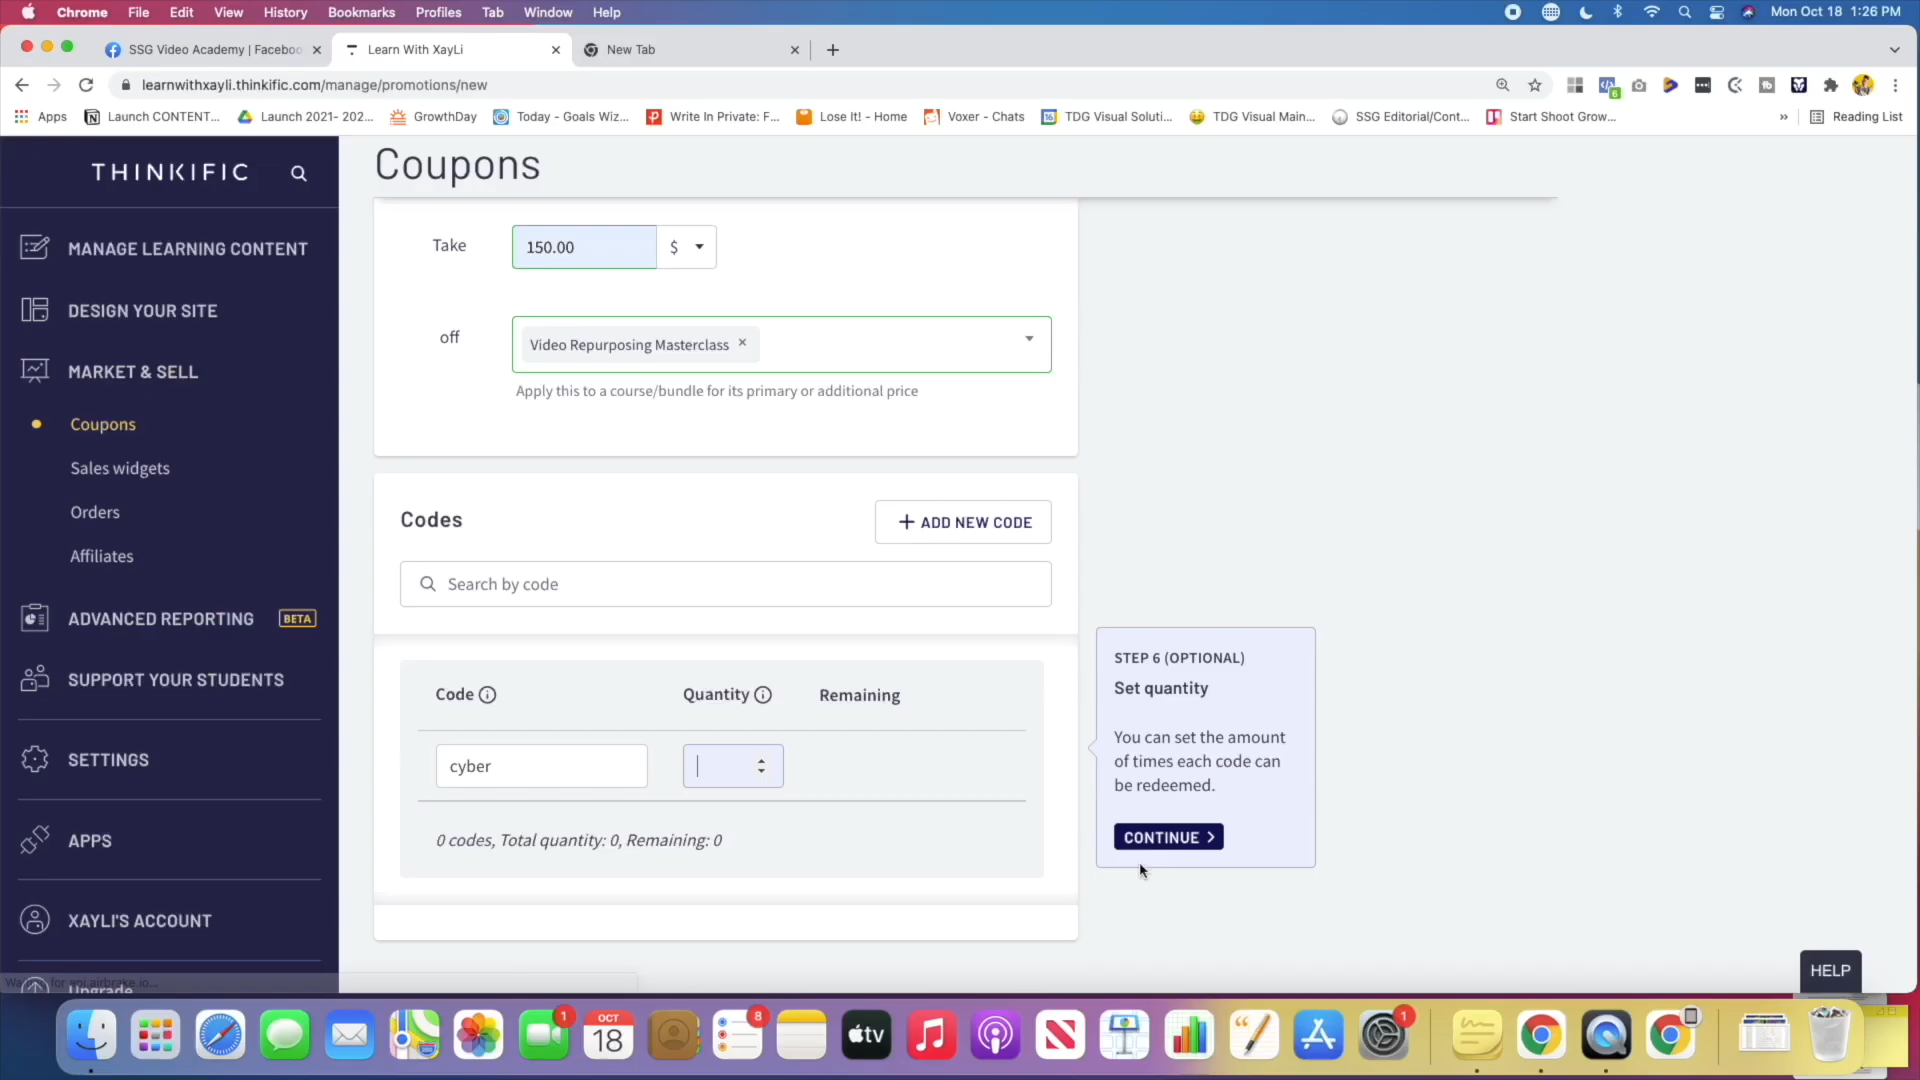 Chrome File Edit View History Bookmarks Profiles Tab Window Help Mon Oct 18 1:26 PM
SSG Video Academy | Faceboo Learn With XayLi New Tab
learnwithxayli.thinkific.com/manage/promotions/new
Apps Launch CONTENT... Launch 2021- 202... GrowthDay Today - Goals Wiz... Write In Private: F... Lose It! - Home Voxer - Chats TDG Visual Soluti... TDG Visual Main... SSG Editorial/Cont... Start Shoot Grow... » Reading List
THINKIFIC
Coupons
MANAGE LEARNING CONTENT
DESIGN YOUR SITE
MARKET & SELL
Coupons
Sales widgets
Orders
Affiliates
ADVANCED REPORTING BETA
SUPPORT YOUR STUDENTS
SETTINGS
APPS
XAYLI'S ACCOUNT
Upgrade
Take 150.00 $
off Video Repurposing Masterclass ×
Apply this to a course/bundle for its primary or additional price
Codes + ADD NEW CODE
Search by code
Code Quantity Remaining
cyber
0 codes, Total quantity: 0, Remaining: 0
STEP 6 (OPTIONAL)
Set quantity
You can set the amount
of times each code can
be redeemed.
CONTINUE >
HELP
1
OCT
18
8
tv
1